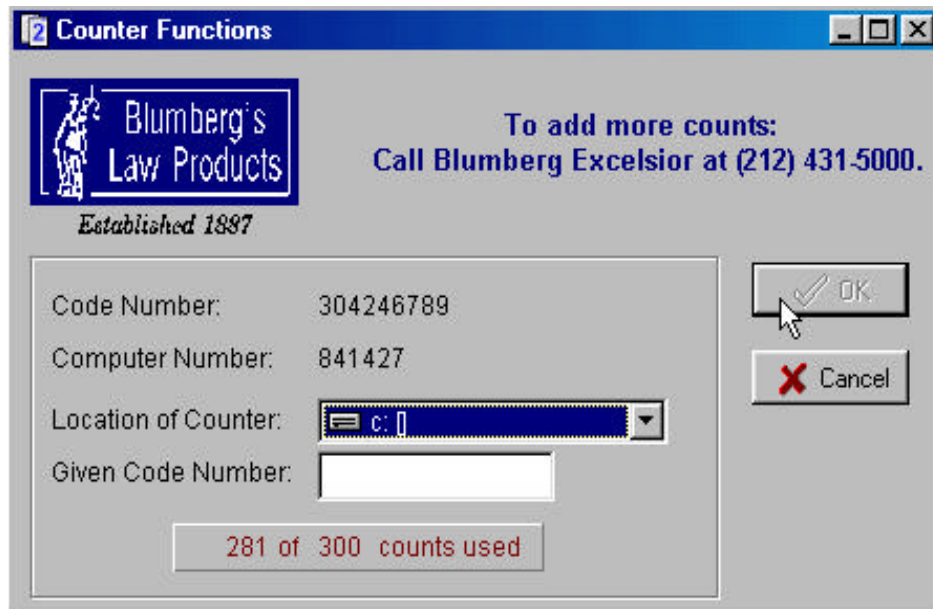 2 Counter Functions
Blumberg's
Law Products
Established 1887
To add more counts:
Call Blumberg Excelsior at (212) 431-5000.
Code Number: 304246789
Computer Number: 841427
Location of Counter: c: []
Given Code Number:
281 of 300 counts used
OK
Cancel